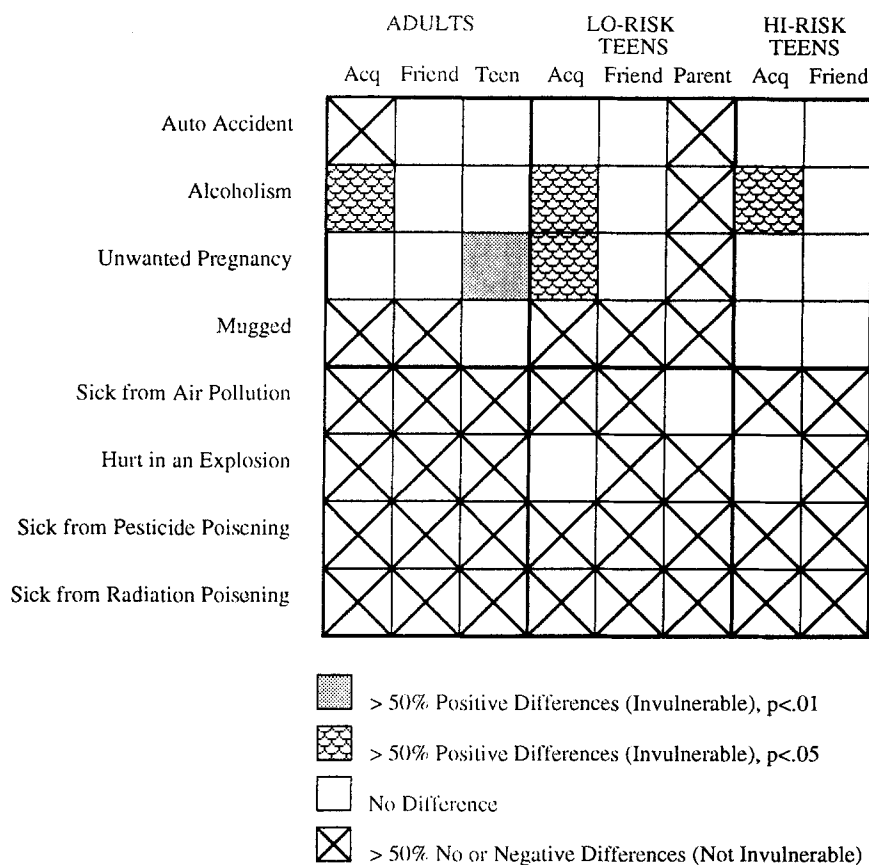 ADULTS LO-RISK TEENS HI-RISK TEENS
Acq Friend Teen Acq Friend Parent Acq Friend
Auto Accident
Alcoholism
Unwanted Pregnancy
Mugged
Sick from Air Pollution
Hurt in an Explosion
Sick from Pesticide Poisening
Sick from Radiation Poisening
> 50% Positive Differences (Invulnerable), p<.01
> 50% Positive Differences (Invulnerable), p<.05
No Difference
> 50% No or Negative Differences (Not Invulnerable)